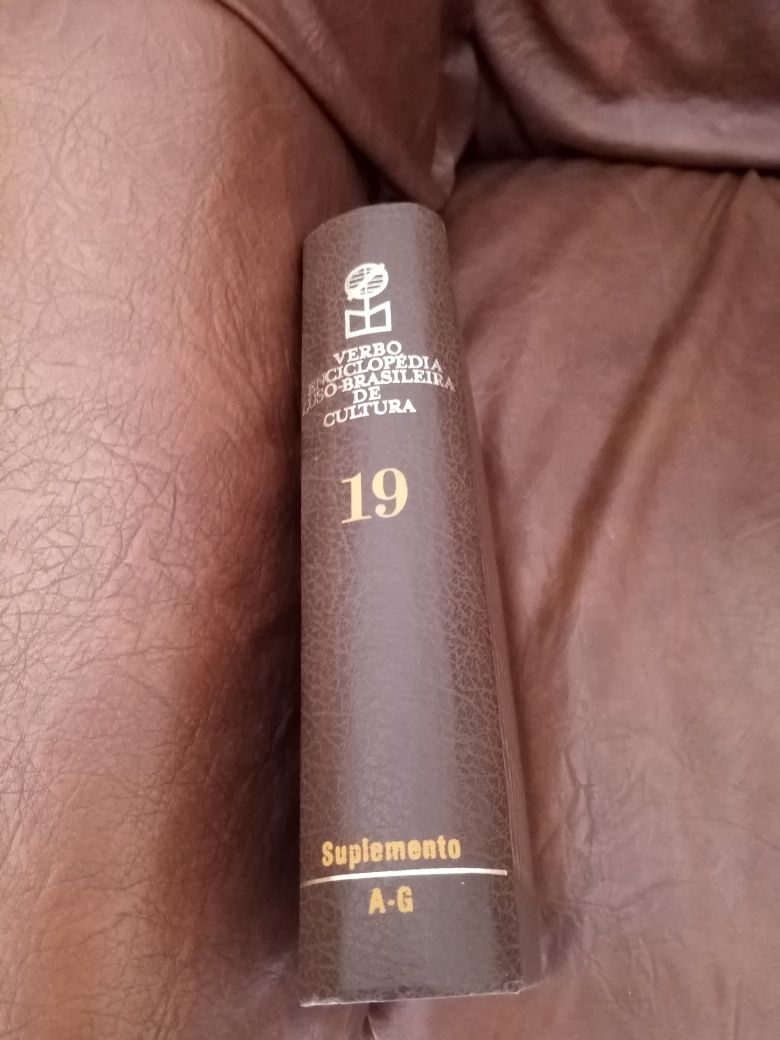 VERBO
ENCICLOPÉDIA
LUSO-BRASILEIRA
DE
CULTURA
19
Suplemento
A-G